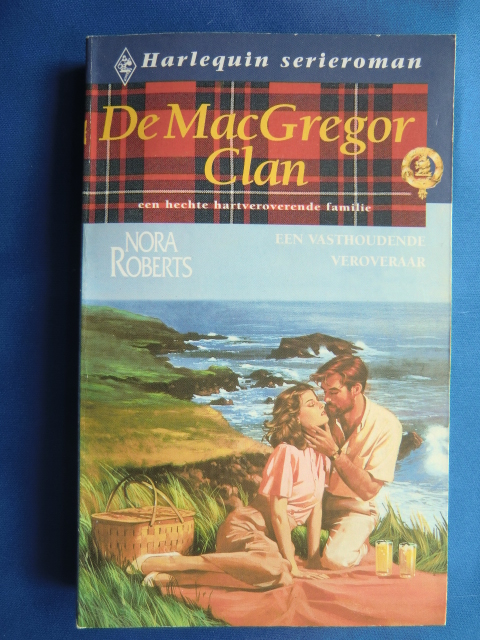 Harlequin serieroman
De MacGregor
Clan
een hechte hartveroverende familie
NORA
ROBERTS
EEN VASTHOUDENDE
VEROVERAAR